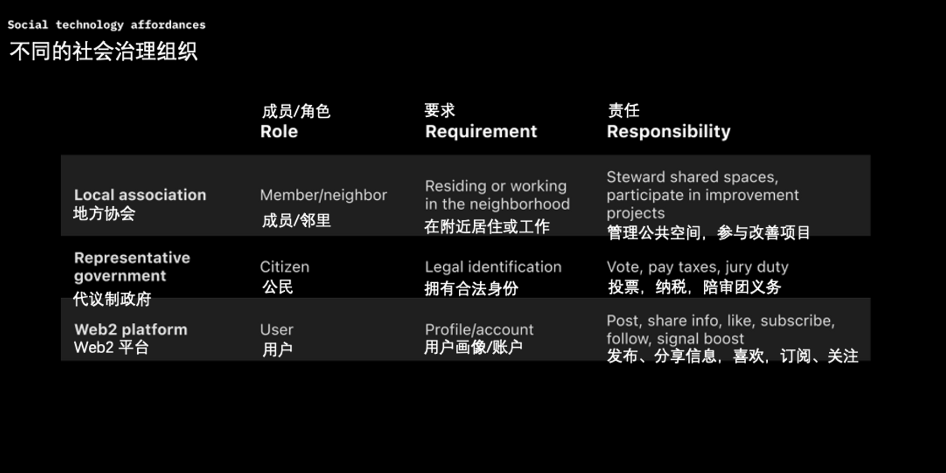 Social technology affordances
不同的社会治理组织
成员/角色
Role
要求
Requirement
责任
Responsibility
Local association
地方协会
Member/neighbor
成员/邻里
Residing or working
in the neighborhood
在附近居住或工作
Steward shared spaces,
participate in improvement
projects
管理公共空间，参与改善项目
Representative
government
代议制政府
Citizen
公民
Legal identification
拥有合法身份
Vote, pay taxes, jury duty
投票，纳税，陪审团义务
Web2 platform
Web2 平台
User
用户
Profile/account
用户画像/账户
Post, share info, like, subscribe,
follow, signal boost
发布、分享信息，喜欢，订阅、关注